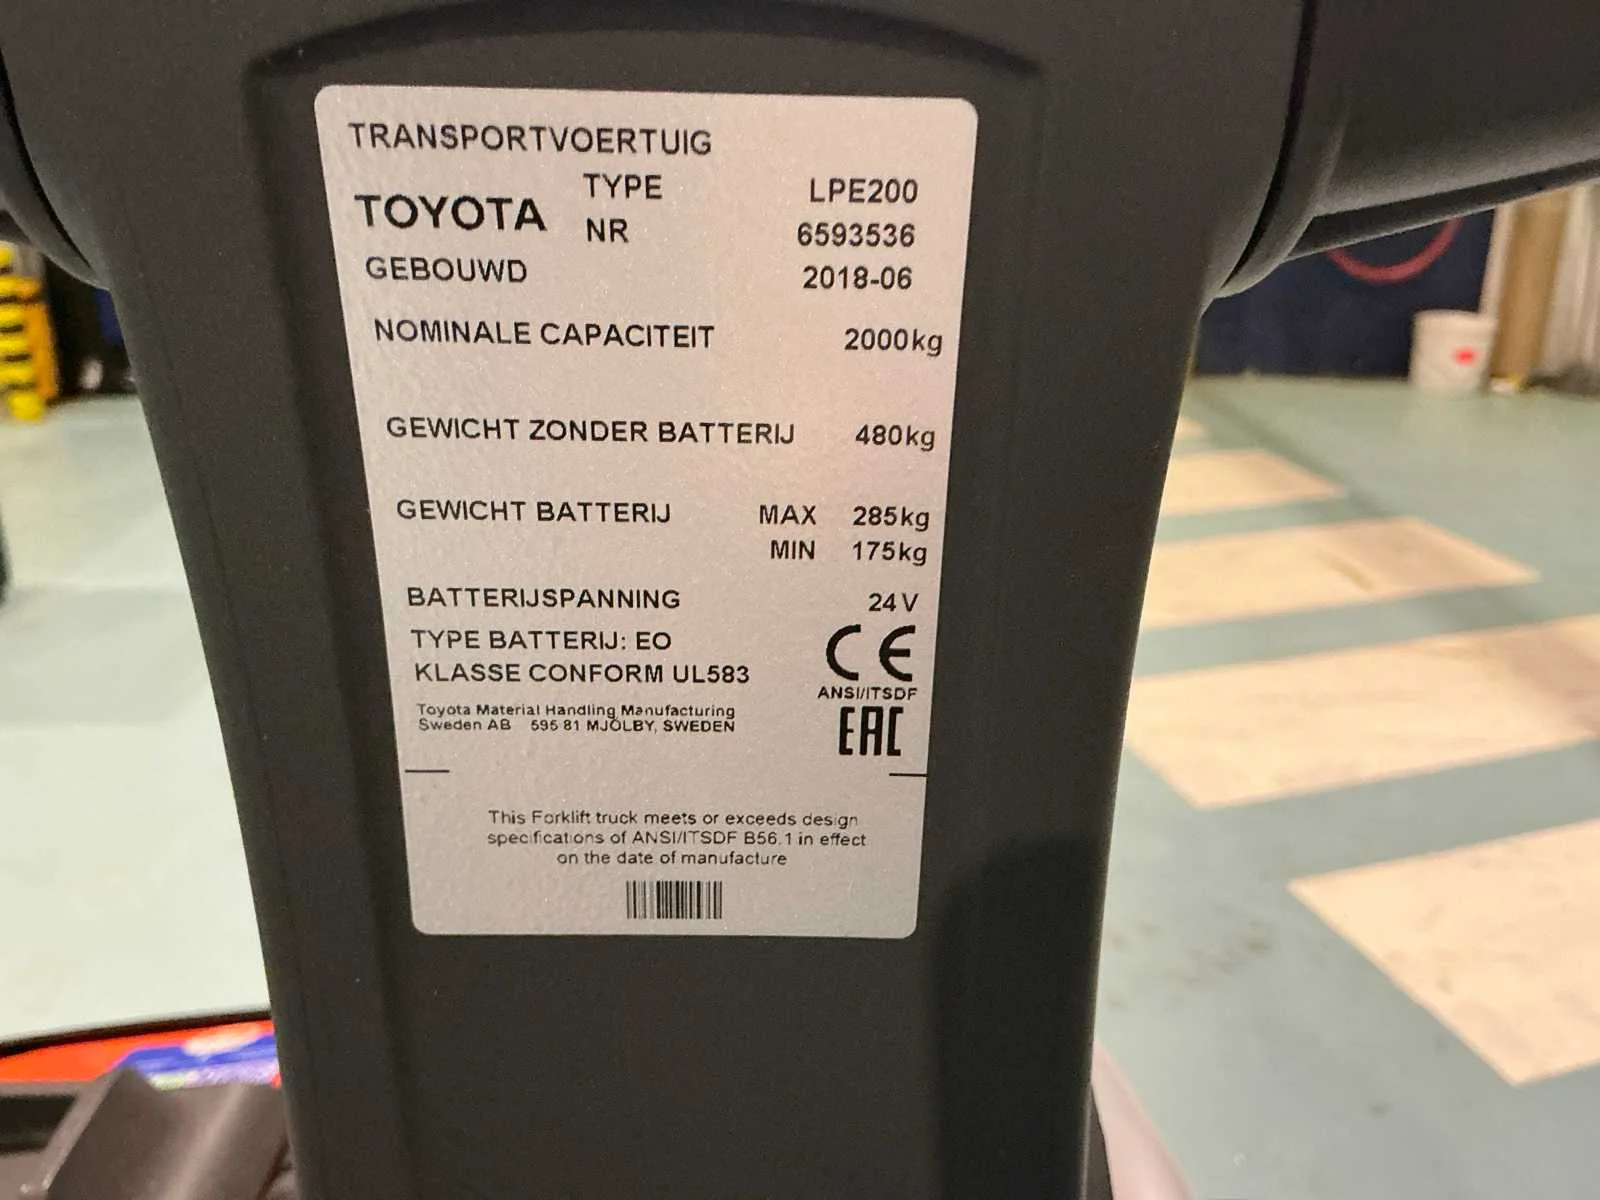 TRANSPORTVOERTUIG
TOYOTA TYPE LPE200
NR 6593536
GEBOUWD 2018-06
NOMINALE CAPACITEIT 2000kg
GEWICHT ZONDER BATTERIJ 480kg
GEWICHT BATTERIJ MAX 285kg
MIN 175kg
BATTERIJSPANNING 24V
TYPE BATTERIJ: EO
KLASSE CONFORM UL583
CE
ANSI/ITSDF
EAC
Toyota Material Handling Manufacturing
Sweden AB 595 81 MJÖLBY, SWEDEN
This Forklift truck meets or exceeds design
specifications of ANSI/ITSDF B56.1 in effect
on the date of manufacture